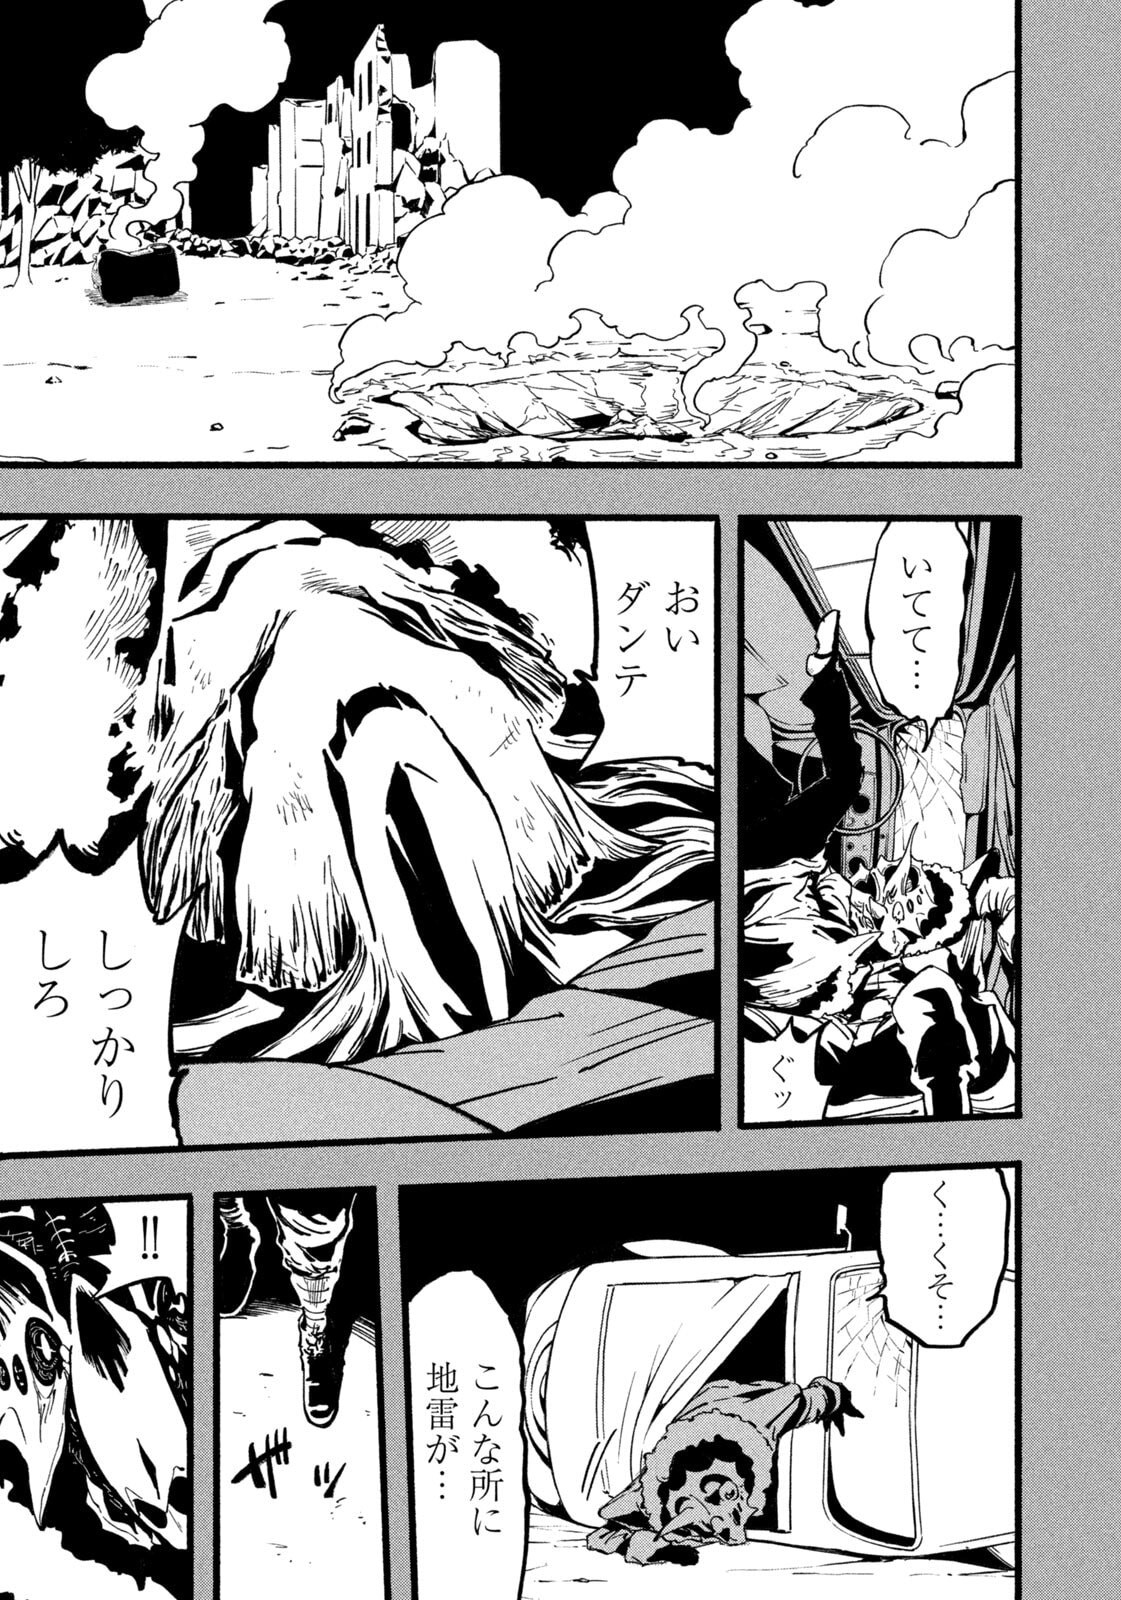 いてて…
ぐッ
おい
ダンテ
しっかり
しろ
く…くそ…
こんな所に
地雷が…
ザザ
!!